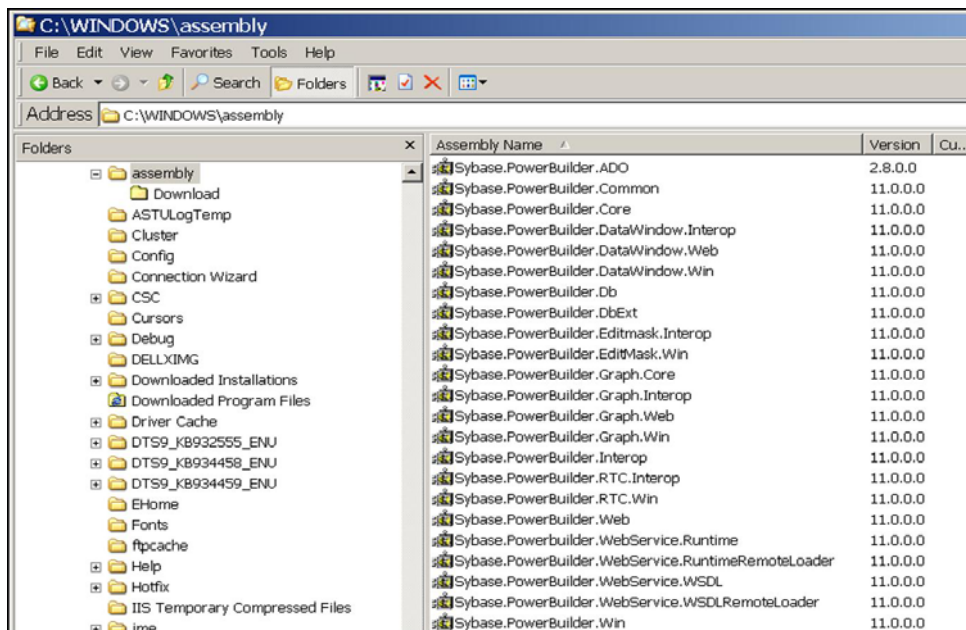 C:\WINDOWS\assembly
File Edit View Favorites Tools Help
Back Search Folders
Address C:\WINDOWS\assembly
Folders
assembly
Download
ASTULogTemp
Cluster
Config
Connection Wizard
CSC
Cursors
Debug
DELLXIMG
Downloaded Installations
Downloaded Program Files
Driver Cache
DTS9_KB932555_ENU
DTS9_KB934458_ENU
DTS9_KB934459_ENU
EHome
Fonts
ftpcache
Help
Hotfix
IIS Temporary Compressed Files
ime
Assembly Name Version Cu..
Sybase.PowerBuilder.ADO 2.8.0.0
Sybase.PowerBuilder.Common 11.0.0.0
Sybase.PowerBuilder.Core 11.0.0.0
Sybase.PowerBuilder.DataWindow.Interop 11.0.0.0
Sybase.PowerBuilder.DataWindow.Web 11.0.0.0
Sybase.PowerBuilder.DataWindow.Win 11.0.0.0
Sybase.PowerBuilder.Db 11.0.0.0
Sybase.PowerBuilder.DbExt 11.0.0.0
Sybase.PowerBuilder.Editmask.Interop 11.0.0.0
Sybase.PowerBuilder.EditMask.Win 11.0.0.0
Sybase.PowerBuilder.Graph.Core 11.0.0.0
Sybase.PowerBuilder.Graph.Interop 11.0.0.0
Sybase.PowerBuilder.Graph.Web 11.0.0.0
Sybase.PowerBuilder.Graph.Win 11.0.0.0
Sybase.PowerBuilder.Interop 11.0.0.0
Sybase.PowerBuilder.RTC.Interop 11.0.0.0
Sybase.PowerBuilder.RTC.Win 11.0.0.0
Sybase.PowerBuilder.Web 11.0.0.0
Sybase.Powerbuilder.WebService.Runtime 11.0.0.0
Sybase.PowerBuilder.WebService.RuntimeRemoteLoader 11.0.0.0
Sybase.PowerBuilder.WebService.WSDL 11.0.0.0
Sybase.PowerBuilder.WebService.WSDLRemoteLoader 11.0.0.0
Sybase.PowerBuilder.Win 11.0.0.0